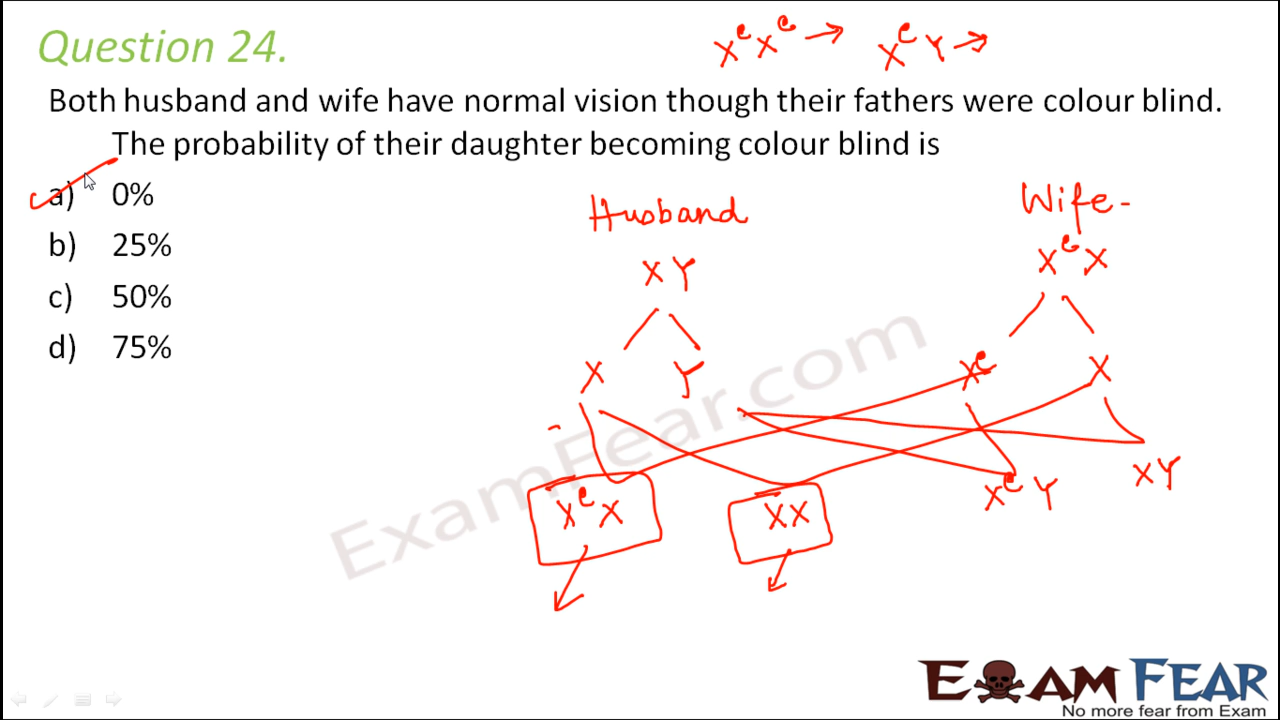 Question 24.
X^c X^c → X^c Y →
Both husband and wife have normal vision though their fathers were colour blind.
The probability of their daughter becoming colour blind is
a) 0%
b) 25%
c) 50%
d) 75%
Husband Wife -
XY X^c X
X Y X^c X
X^c X XX X^c Y XY
ExamFear.com
EXAM FEAR
No more fear from Exam